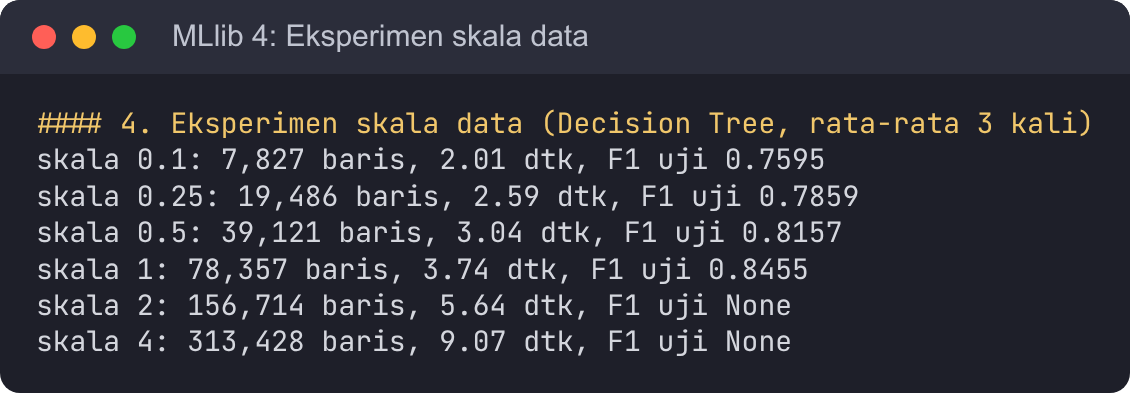 MLlib 4: Eksperimen skala data
#### 4. Eksperimen skala data (Decision Tree, rata-rata 3 kali)
skala 0.1: 7,827 baris, 2.01 dtk, F1 uji 0.7595
skala 0.25: 19,486 baris, 2.59 dtk, F1 uji 0.7859
skala 0.5: 39,121 baris, 3.04 dtk, F1 uji 0.8157
skala 1: 78,357 baris, 3.74 dtk, F1 uji 0.8455
skala 2: 156,714 baris, 5.64 dtk, F1 uji None
skala 4: 313,428 baris, 9.07 dtk, F1 uji None